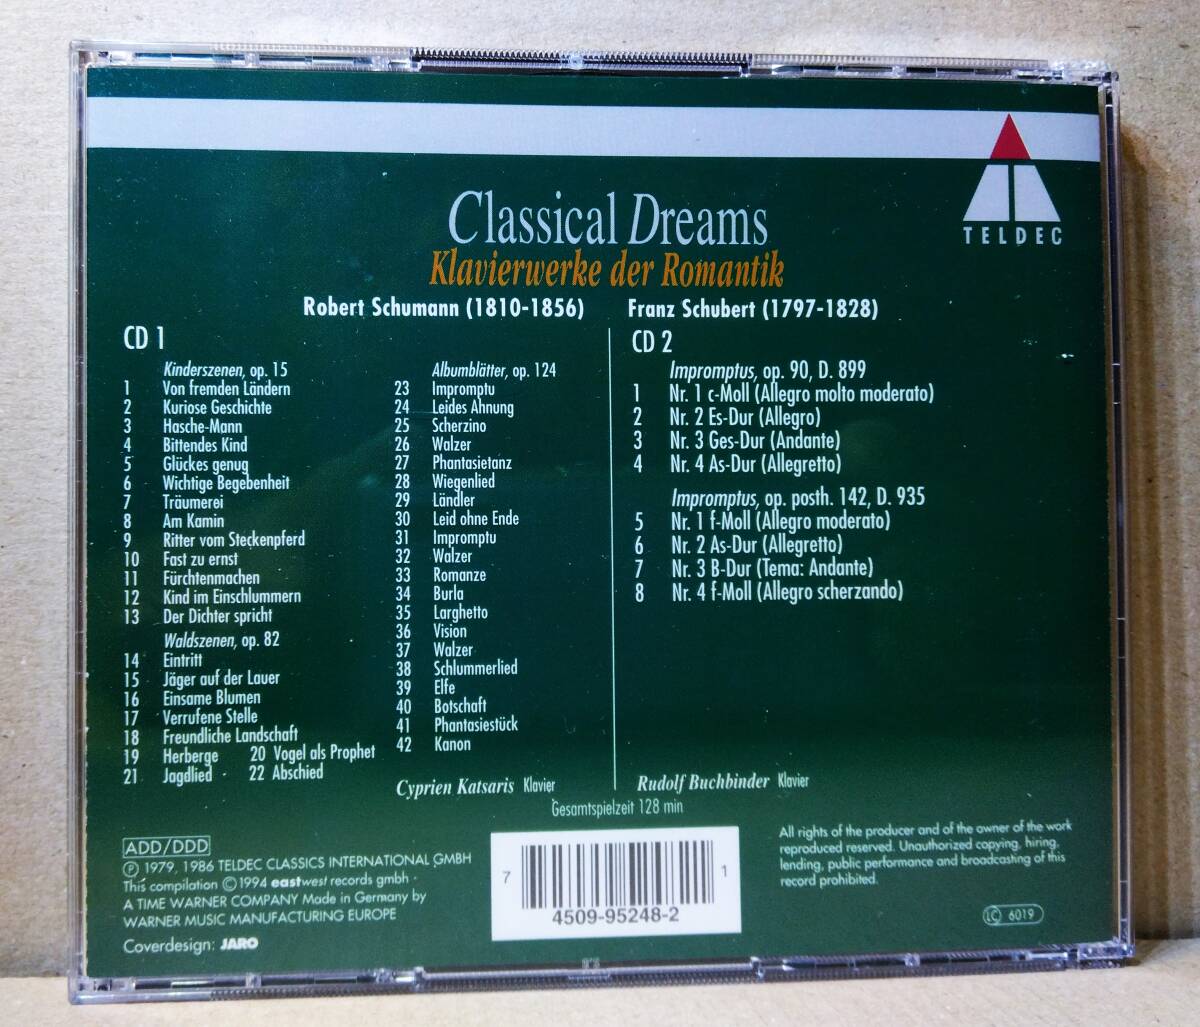 TELDEC
Classical Dreams
Klavierwerke der Romantik
Robert Schumann (1810-1856)
CD 1
Kinderszenen, op. 15
1 Von fremden Ländern
2 Kuriose Geschichte
3 Hasche-Mann
4 Bittendes Kind
5 Glückes genug
6 Wichtige Begebenheit
7 Träumerei
8 Am Kamin
9 Ritter vom Steckenpferd
10 Fast zu ernst
11 Fürchtenmachen
12 Kind im Einschlummern
13 Der Dichter spricht
Waldszenen, op. 82
14 Eintritt
15 Jäger auf der Lauer
16 Einsame Blumen
17 Verrufene Stelle
18 Freundliche Landschaft
19 Herberge 20 Vogel als Prophet
21 Jagdlied 22 Abschied
Albumblätter, op. 124
23 Impromptu
24 Leides Ahnung
25 Scherzino
26 Walzer
27 Phantasietanz
28 Wiegenlied
29 Ländler
30 Leid ohne Ende
31 Impromptu
32 Walzer
33 Romanze
34 Burla
35 Larghetto
36 Vision
37 Walzer
38 Schlummerlied
39 Elfe
40 Botschaft
41 Phantasiestück
42 Kanon
Cyprien Katsaris Klavier
Franz Schubert (1797-1828)
CD 2
Impromptus, op. 90, D. 899
1 Nr. 1 c-Moll (Allegro molto moderato)
2 Nr. 2 Es-Dur (Allegro)
3 Nr. 3 Ges-Dur (Andante)
4 Nr. 4 As-Dur (Allegretto)
Impromptus, op. posth. 142, D. 935
5 Nr. 1 f-Moll (Allegro moderato)
6 Nr. 2 As-Dur (Allegretto)
7 Nr. 3 B-Dur (Tema: Andante)
8 Nr. 4 f-Moll (Allegro scherzando)
Rudolf Buchbinder Klavier
Gesamtspielzeit 128 min
ADD/DDD
Ⓟ 1979, 1986 TELDEC CLASSICS INTERNATIONAL GMBH
This compilation © 1994 eastwest records gmbh ·
A TIME WARNER COMPANY Made in Germany by
WARNER MUSIC MANUFACTURING EUROPE
Coverdesign: JARO
7 1
4509-95248-2
All rights of the producer and of the owner of the work
reproduced reserved. Unauthorized copying, hiring,
lending, public performance and broadcasting of this
record prohibited.
LC 6019